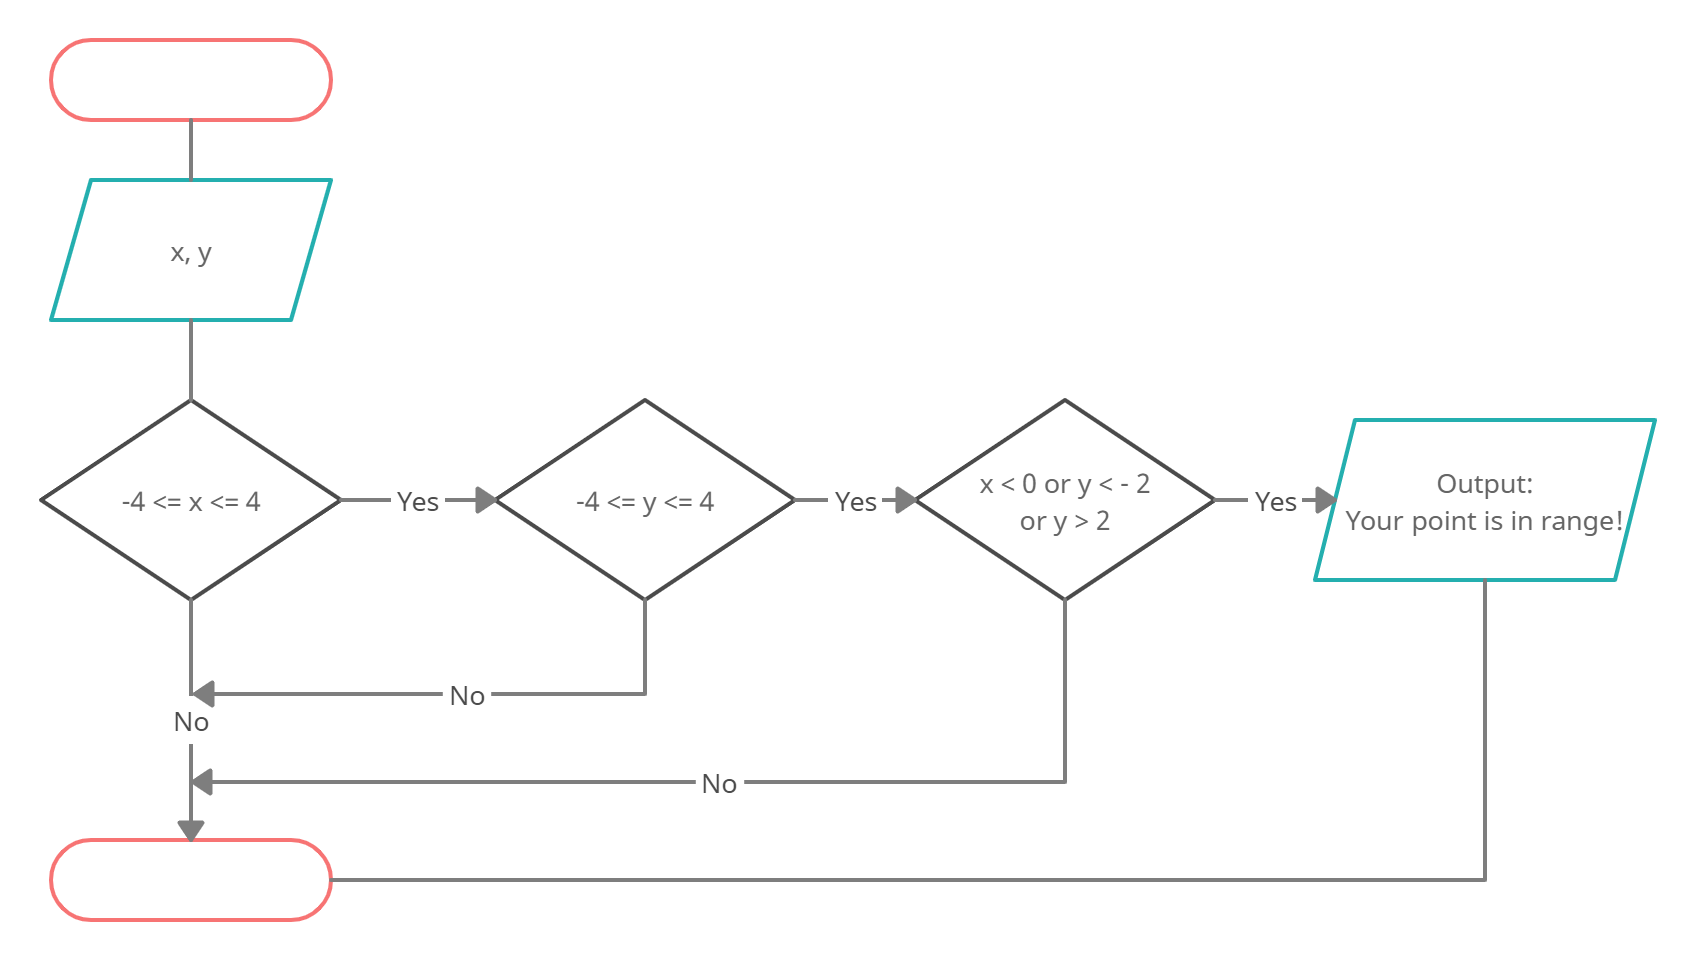 x, y
-4 <= x <= 4
Yes
-4 <= y <= 4
Yes
x < 0 or y < - 2
or y > 2
Yes
Output:
Your point is in range!
No
No
No